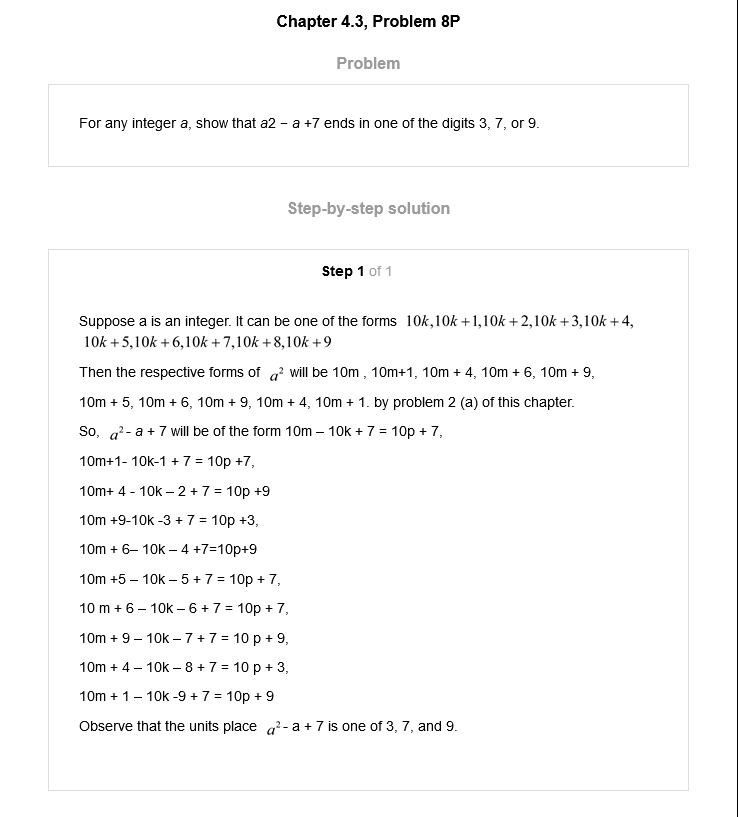 Chapter 4.3, Problem 8P
Problem
For any integer a, show that a2 − a +7 ends in one of the digits 3, 7, or 9.
Step-by-step solution
Step 1 of 1
Suppose a is an integer. It can be one of the forms 10k,10k +1,10k + 2,10k +3,10k + 4,
10k +5,10k +6,10k +7,10k +8,10k +9
Then the respective forms of a² will be 10m , 10m+1, 10m + 4, 10m + 6, 10m + 9,
10m + 5, 10m + 6, 10m + 9, 10m + 4, 10m + 1. by problem 2 (a) of this chapter.
So, a² - a + 7 will be of the form 10m – 10k + 7 = 10p + 7,
10m+1- 10k-1 + 7 = 10p +7,
10m+ 4 - 10k – 2 + 7 = 10p +9
10m +9-10k -3 + 7 = 10p +3,
10m + 6– 10k – 4 +7=10p+9
10m +5 – 10k – 5 + 7 = 10p + 7,
10 m + 6 – 10k – 6 + 7 = 10p + 7,
10m + 9 – 10k – 7 + 7 = 10 p + 9,
10m + 4 – 10k – 8 + 7 = 10 p + 3,
10m + 1 – 10k -9 + 7 = 10p + 9
Observe that the units place a² - a + 7 is one of 3, 7, and 9.